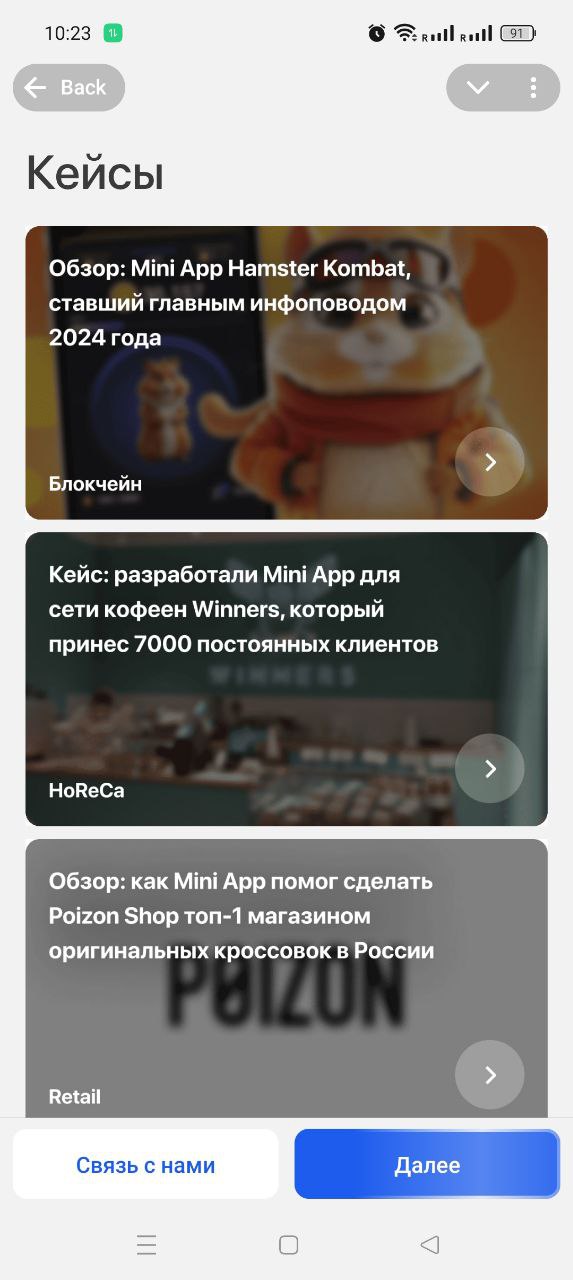 10:23
R
R
91
Back
Кейсы
Обзор: Mini App Hamster Kombat,
ставший главным инфоповодом
2024 года
Блокчейн
Кейс: разработали Mini App для
сети кофеен Winners, который
принес 7000 постоянных клиентов
WINNERS
HoReCa
Обзор: как Mini App помог сделать
Poizon Shop топ-1 магазином
оригинальных кроссовок в России
POIZON
Retail
Связь с нами
Далее